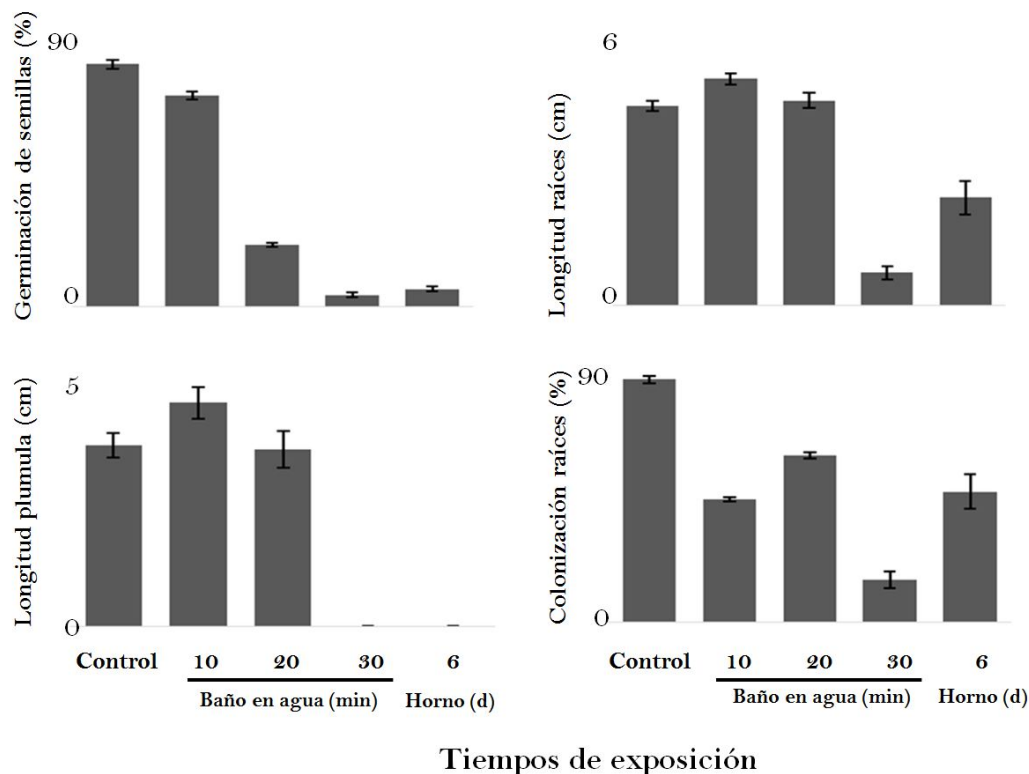 Germinación de semillas (%)
90
0
Longitud raíces (cm)
6
0
Longitud plumula (cm)
5
0
Colonización raíces (%)
90
0
Control 10 20 30 6
Baño en agua (min) Horno (d)
Control 10 20 30 6
Baño en agua (min) Horno (d)
Tiempos de exposición